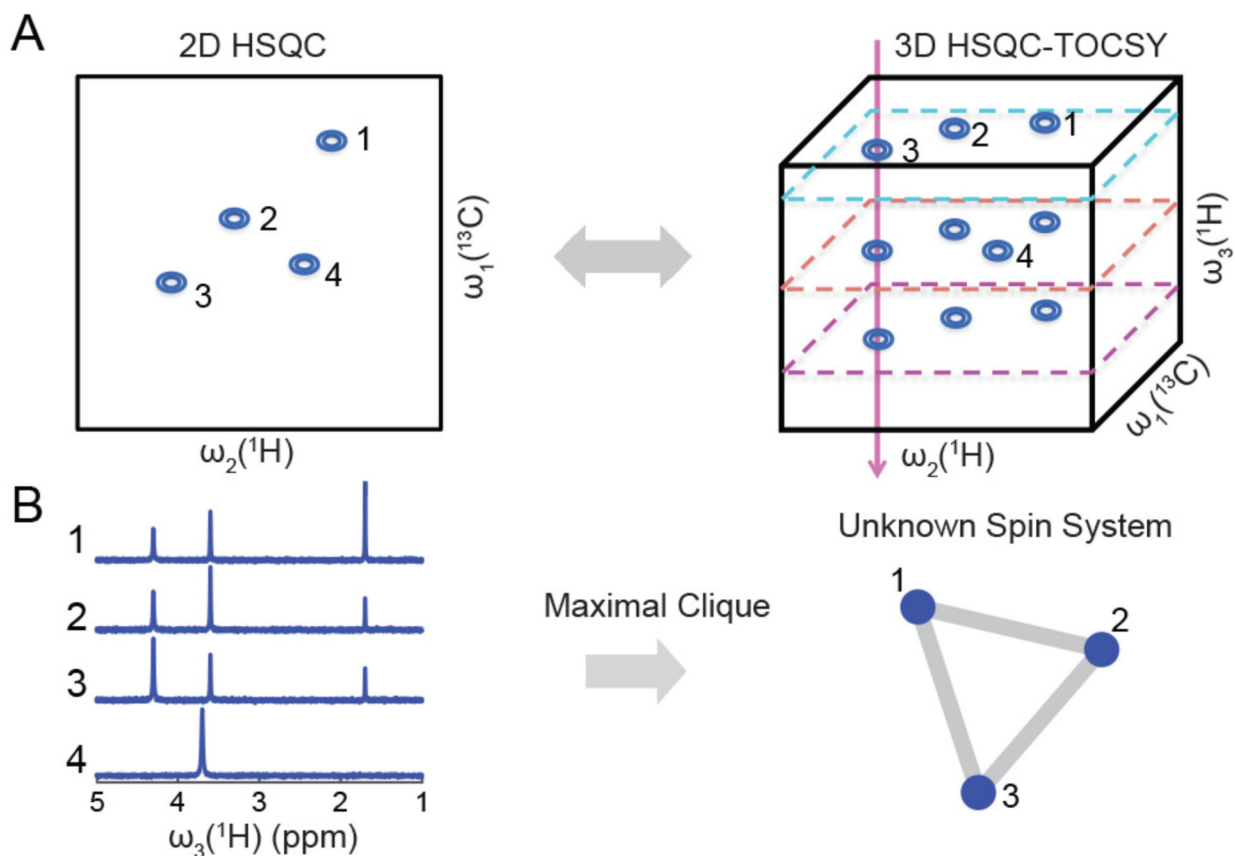 A
2D HSQC
3D HSQC-TOCSY
1
2
3
4
ω₁(¹³C)
ω₂(¹H)
1
2
3
4
ω₃(¹H)
ω₁(¹³C)
ω₂(¹H)
B
1
2
3
4
5 4 3 2 1
ω₃(¹H) (ppm)
Maximal Clique
Unknown Spin System
1
2
3